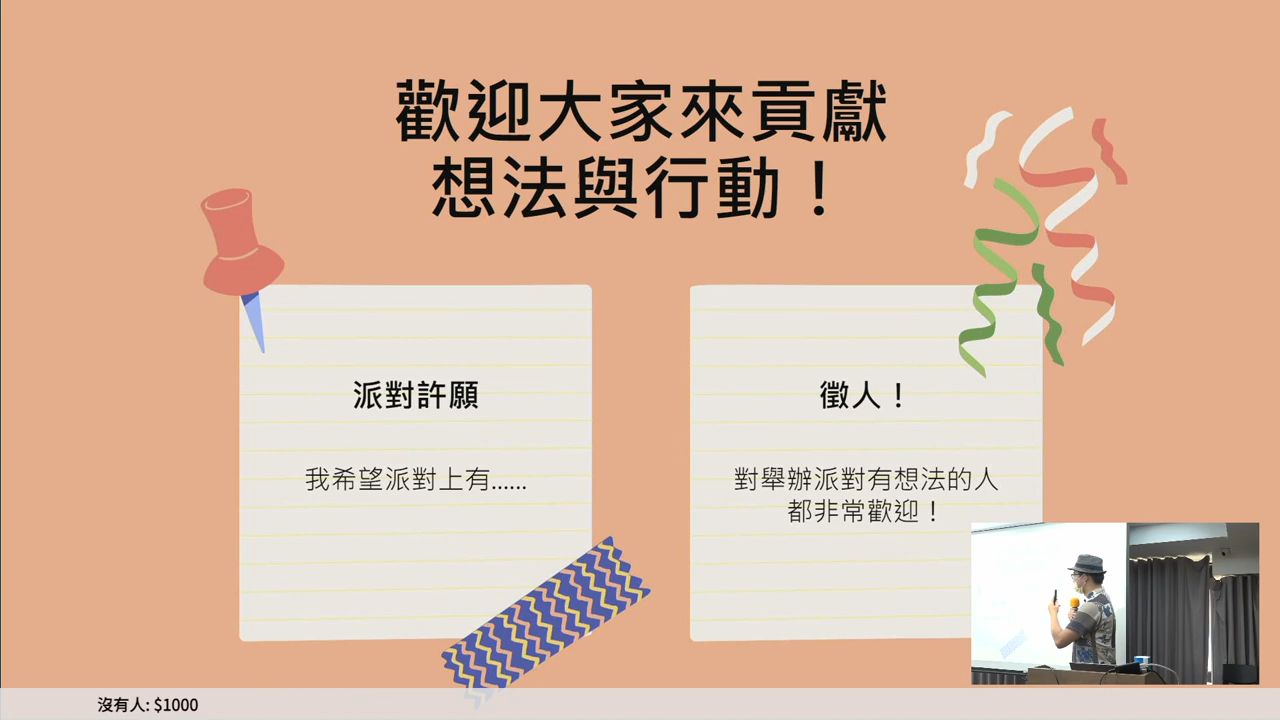 歡迎大家來貢獻
想法與行動！
派對許願
我希望派對上有......
徵人！
對舉辦派對有想法的人
都非常歡迎！
沒有人: $1000